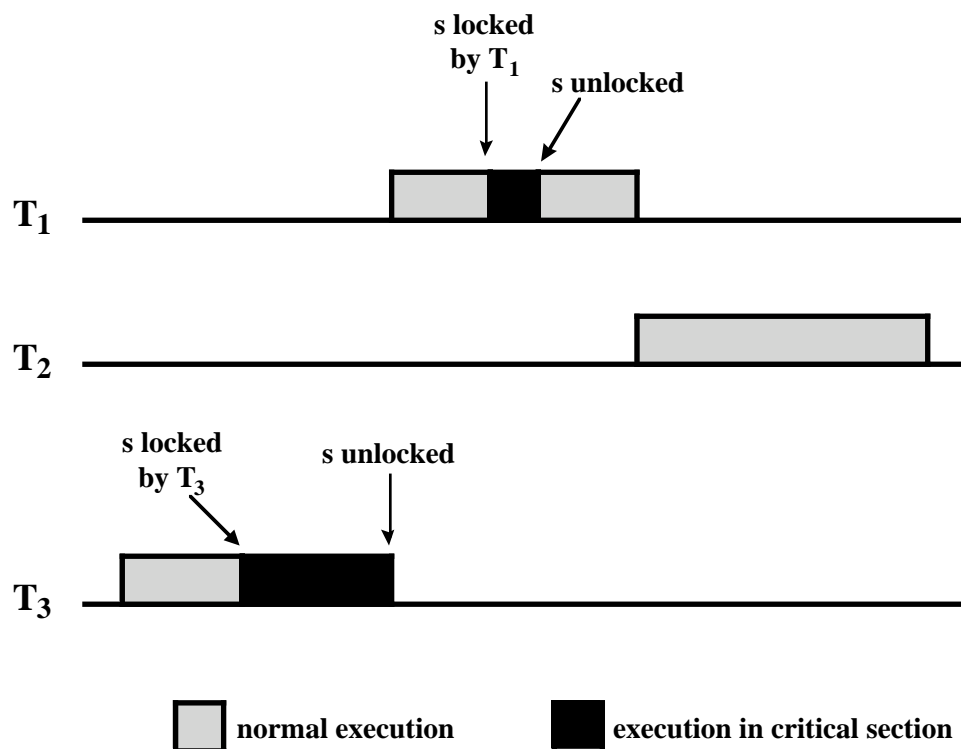 s locked
by T1
s unlocked
T1
T2
s locked
by T3
s unlocked
T3
normal execution
execution in critical section